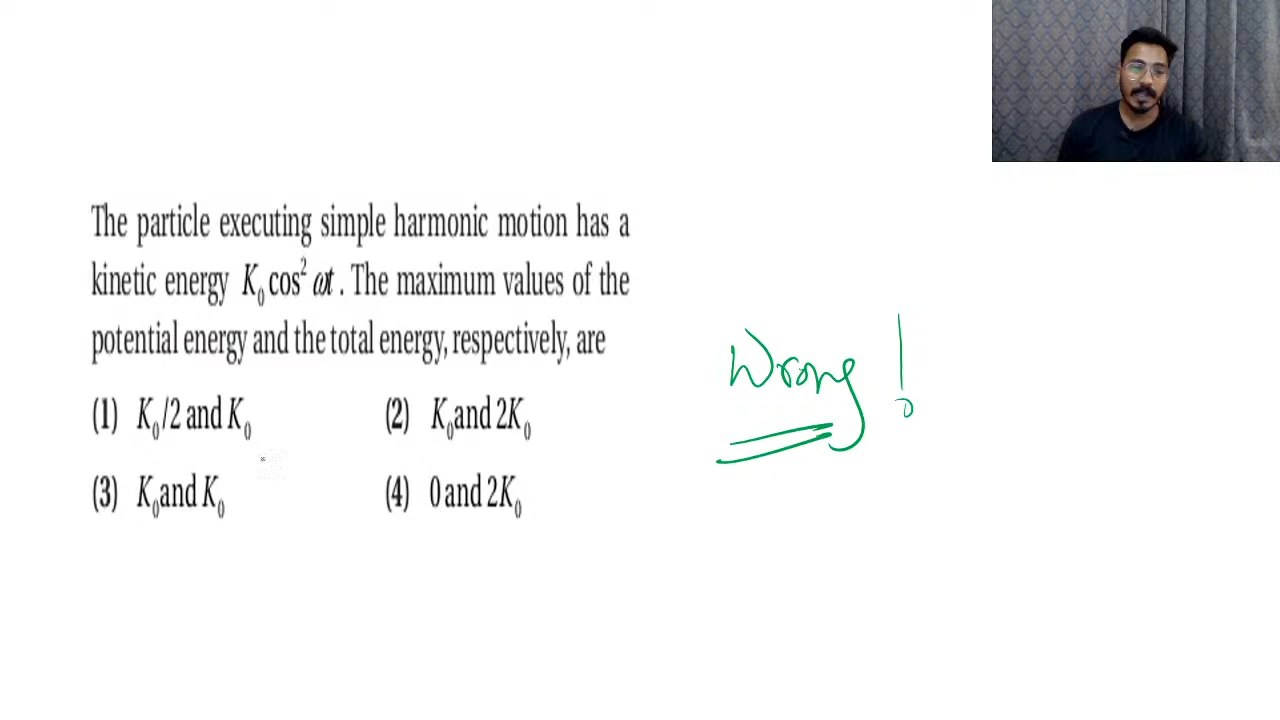 The particle executing simple harmonic motion has a
kinetic energy K₀ cos² ωt . The maximum values of the
potential energy and the total energy, respectively, are
(1) K₀/2 and K₀ (2) K₀ and 2K₀
(3) K₀ and K₀ (4) 0 and 2K₀
Wrong !